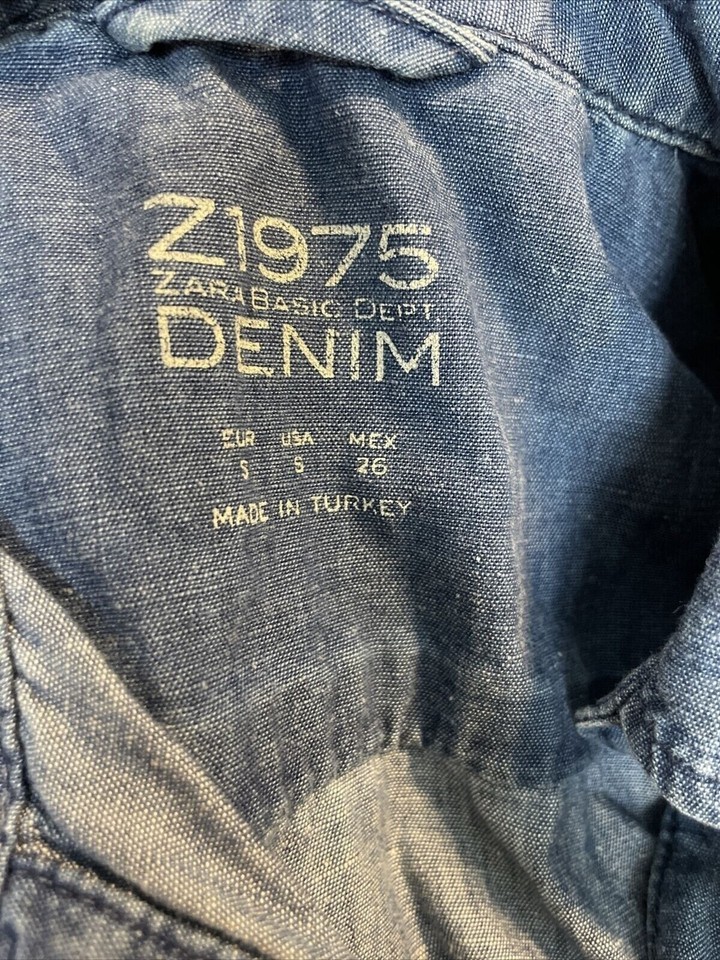 Z1975
ZARA BASIC DEPT.
DENIM
EUR USA MEX
S S 26
MADE IN TURKEY